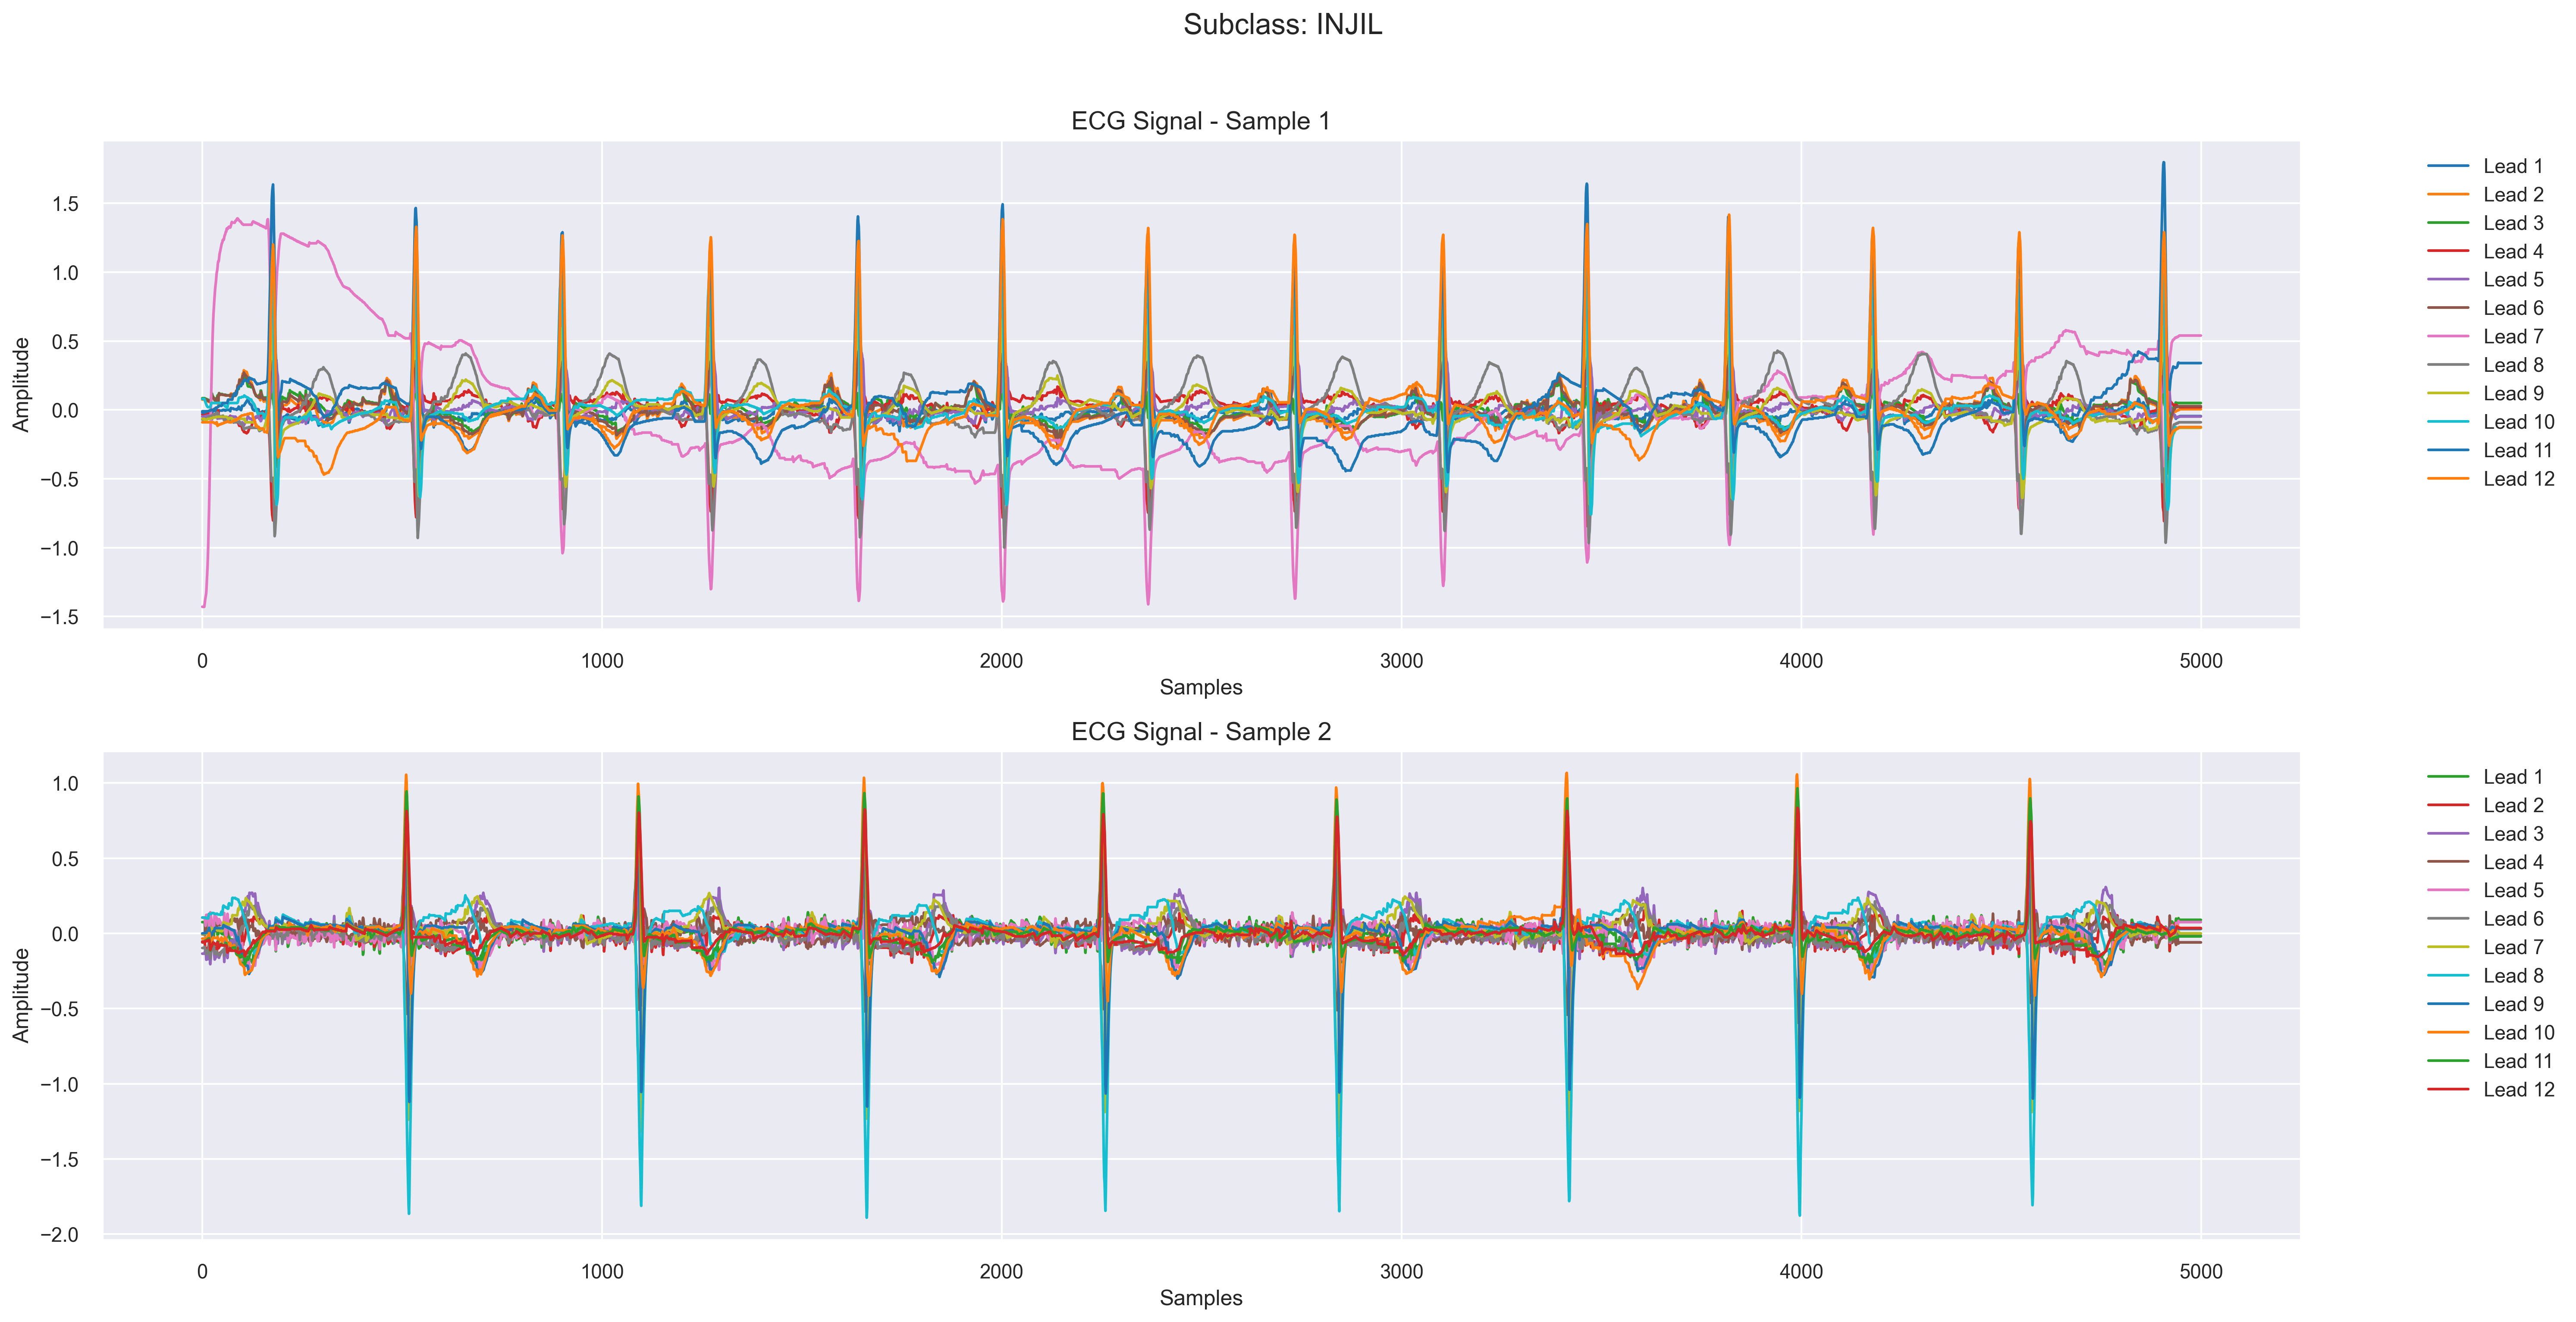 Subclass: INJIL
ECG Signal - Sample 1
Amplitude
1.5
1.0
0.5
0.0
−0.5
−1.0
−1.5
0 1000 2000 3000 4000 5000
Samples
Lead 1
Lead 2
Lead 3
Lead 4
Lead 5
Lead 6
Lead 7
Lead 8
Lead 9
Lead 10
Lead 11
Lead 12
ECG Signal - Sample 2
Amplitude
1.0
0.5
0.0
−0.5
−1.0
−1.5
−2.0
0 1000 2000 3000 4000 5000
Samples
Lead 1
Lead 2
Lead 3
Lead 4
Lead 5
Lead 6
Lead 7
Lead 8
Lead 9
Lead 10
Lead 11
Lead 12